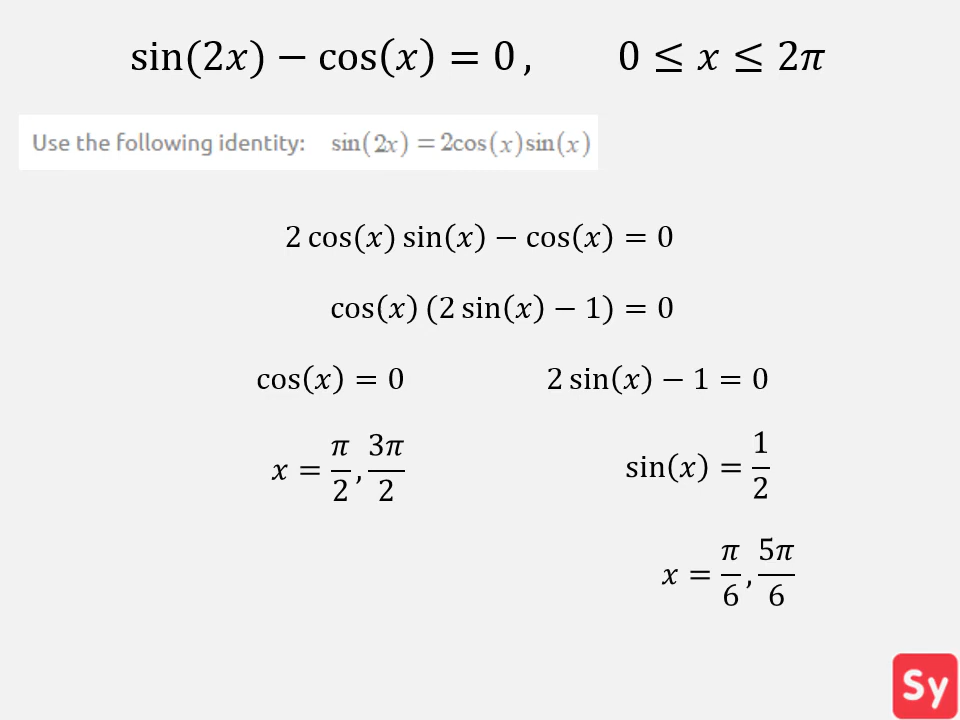 sin(2x) − cos(x) = 0 , 0 ≤ x ≤ 2π
Use the following identity: sin(2x) = 2cos(x)sin(x)
2 cos(x) sin(x) − cos(x) = 0
cos(x) (2 sin(x) − 1) = 0
cos(x) = 0 2 sin(x) − 1 = 0
x = π/2 , 3π/2 sin(x) = 1/2
x = π/6 , 5π/6
Sy